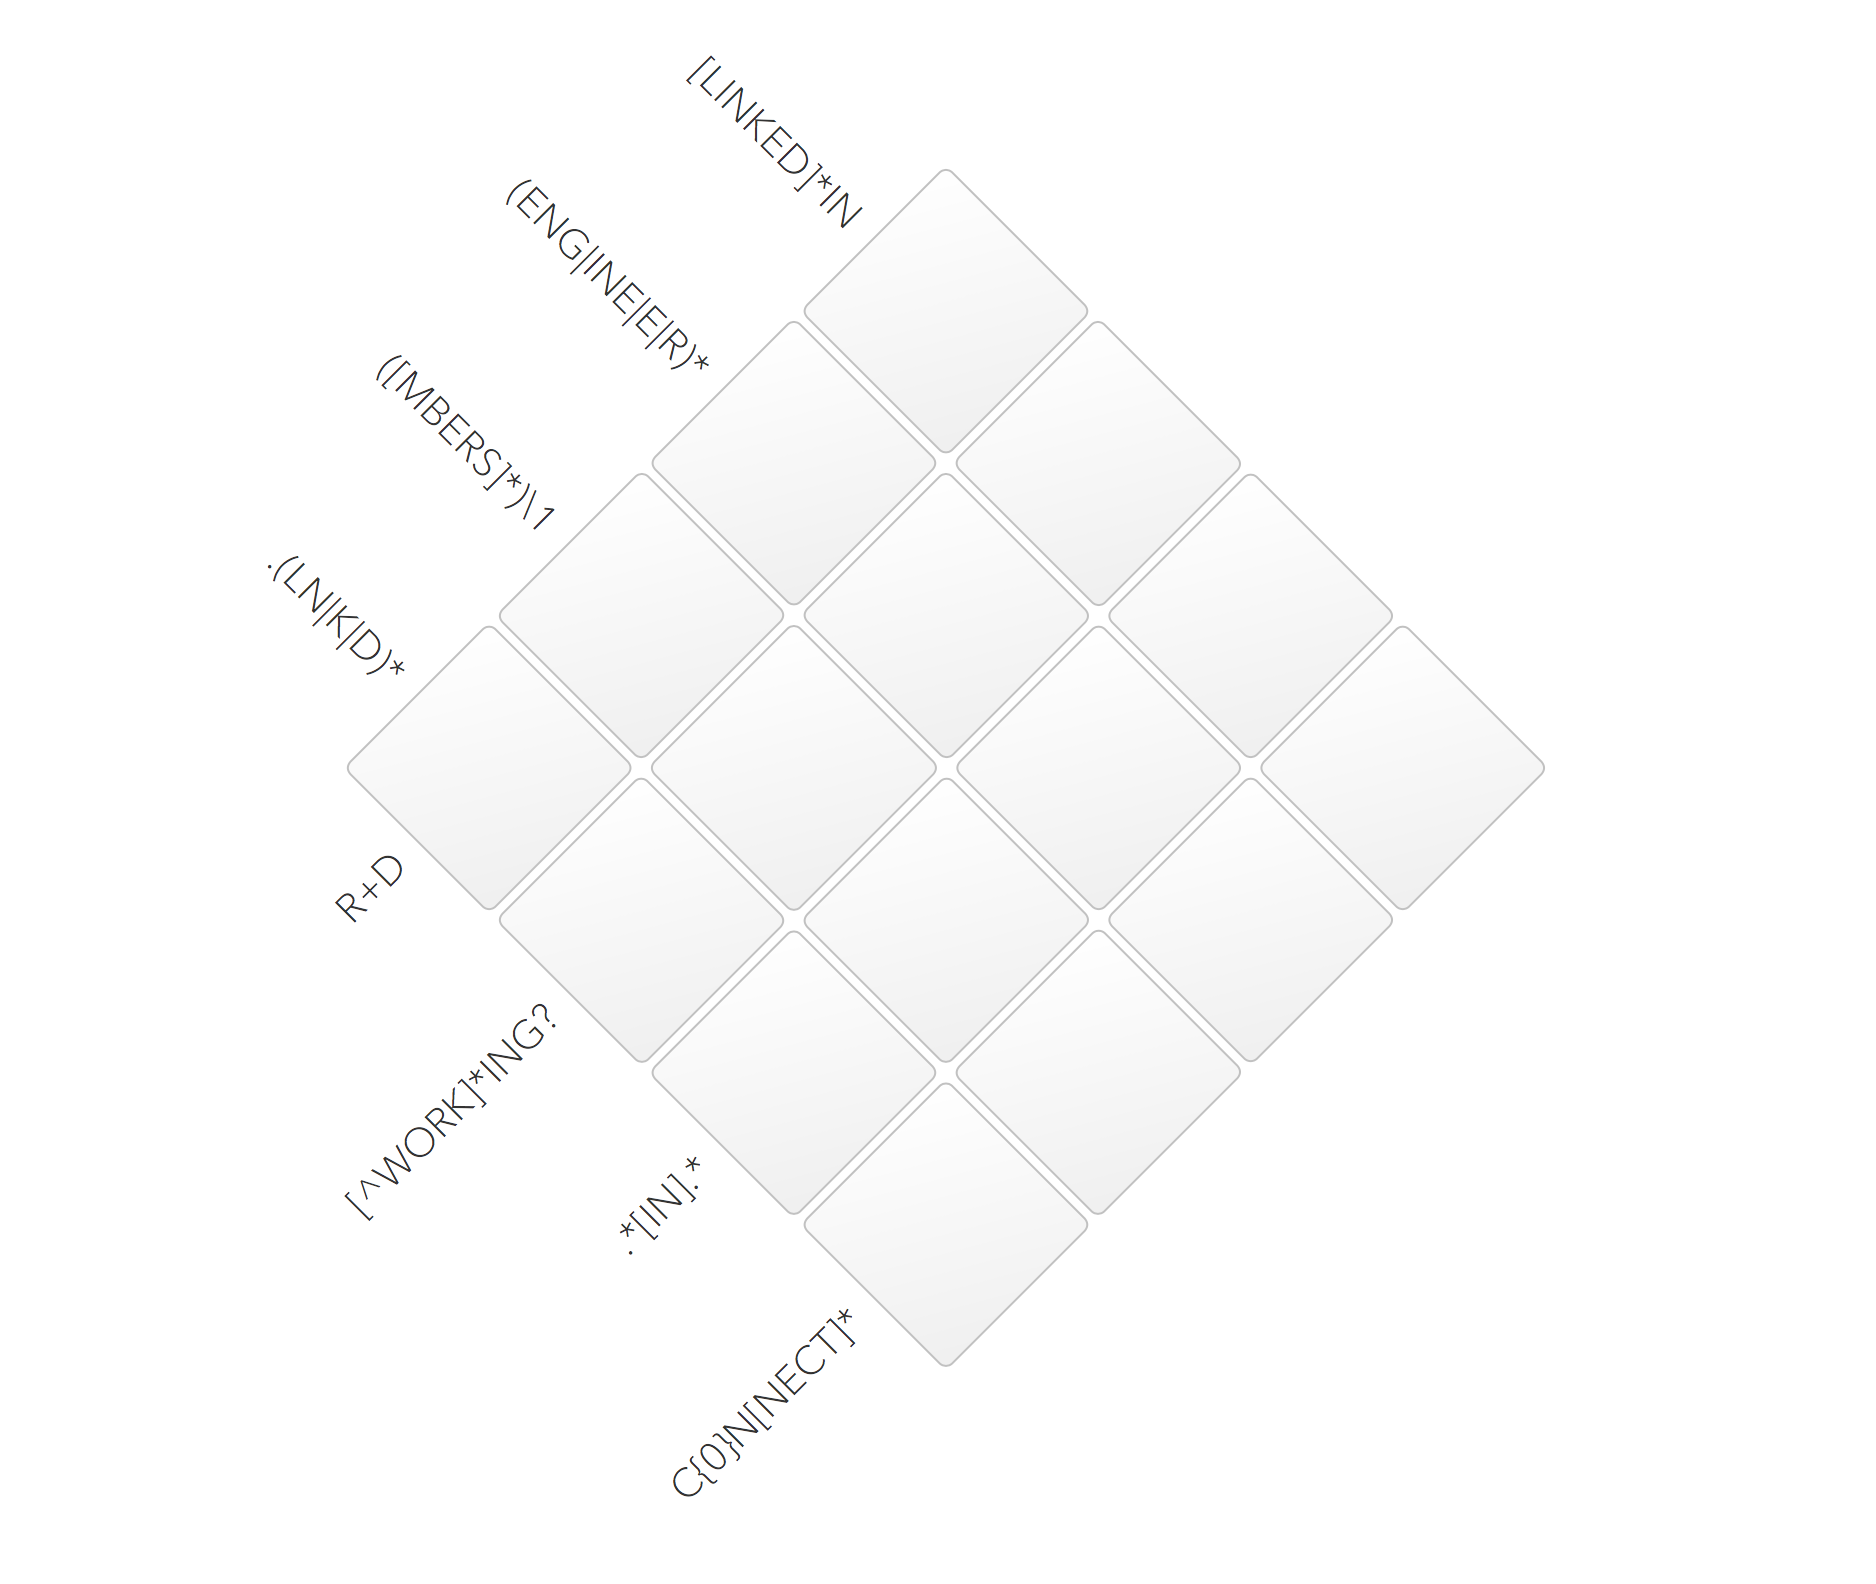 [LINKED]*IN
(ENG|INE|E|R)*
([MBERS]*)\1
.(LN|K|D)*
R+D
[^WORK]*ING?
.*[IN].*
C{0}N[NECT]*